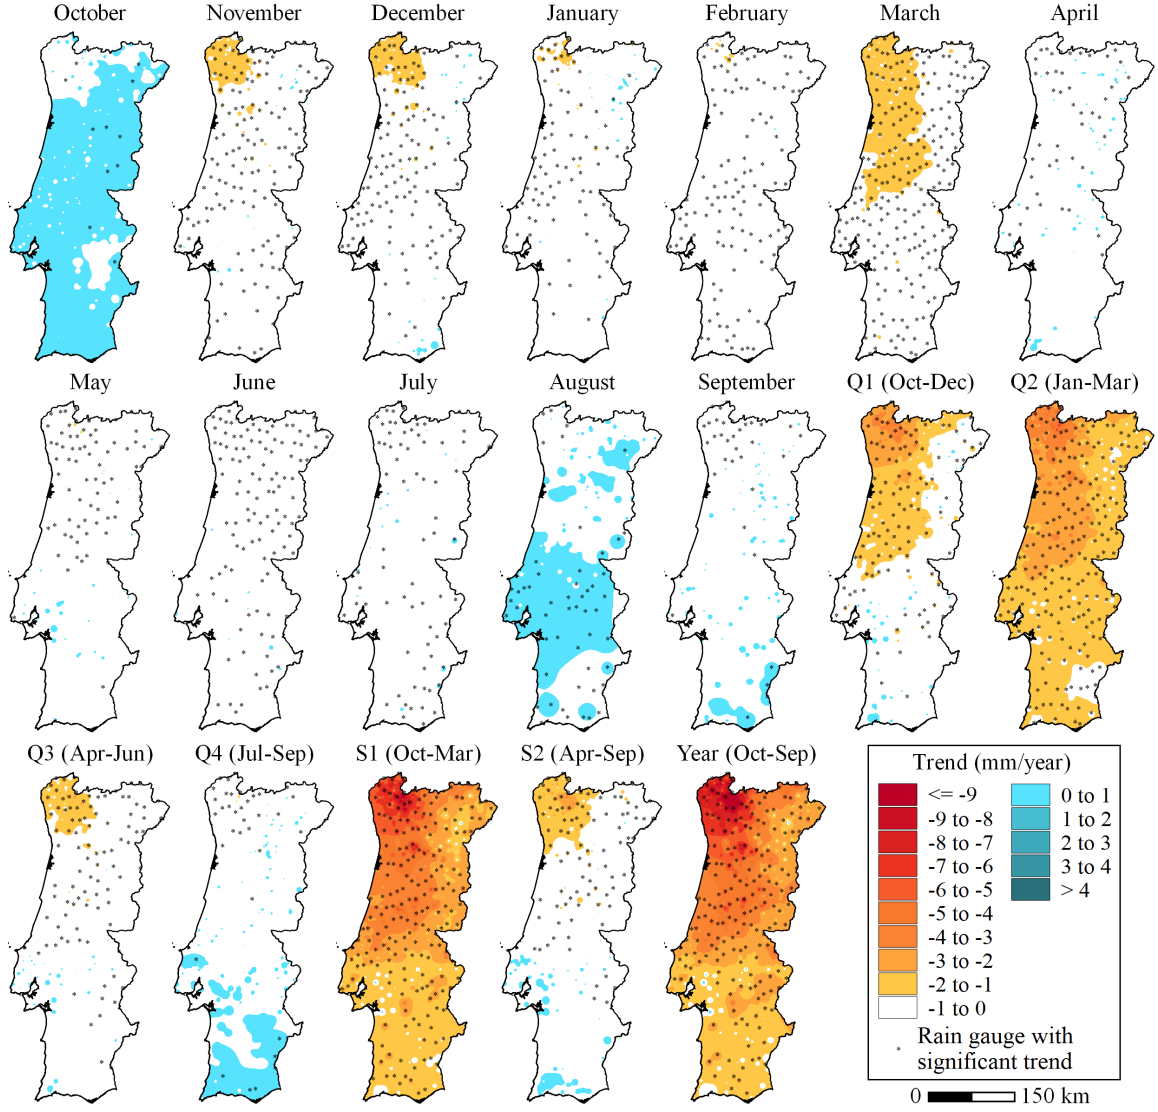 October
November
December
January
February
March
April
May
June
July
August
September
Q1 (Oct-Dec)
Q2 (Jan-Mar)
Q3 (Apr-Jun)
Q4 (Jul-Sep)
S1 (Oct-Mar)
S2 (Apr-Sep)
Year (Oct-Sep)
Trend (mm/year)
<= -9
-9 to -8
-8 to -7
-7 to -6
-6 to -5
-5 to -4
-4 to -3
-3 to -2
-2 to -1
-1 to 0
0 to 1
1 to 2
2 to 3
3 to 4
> 4
Rain gauge with
significant trend
0 150 km